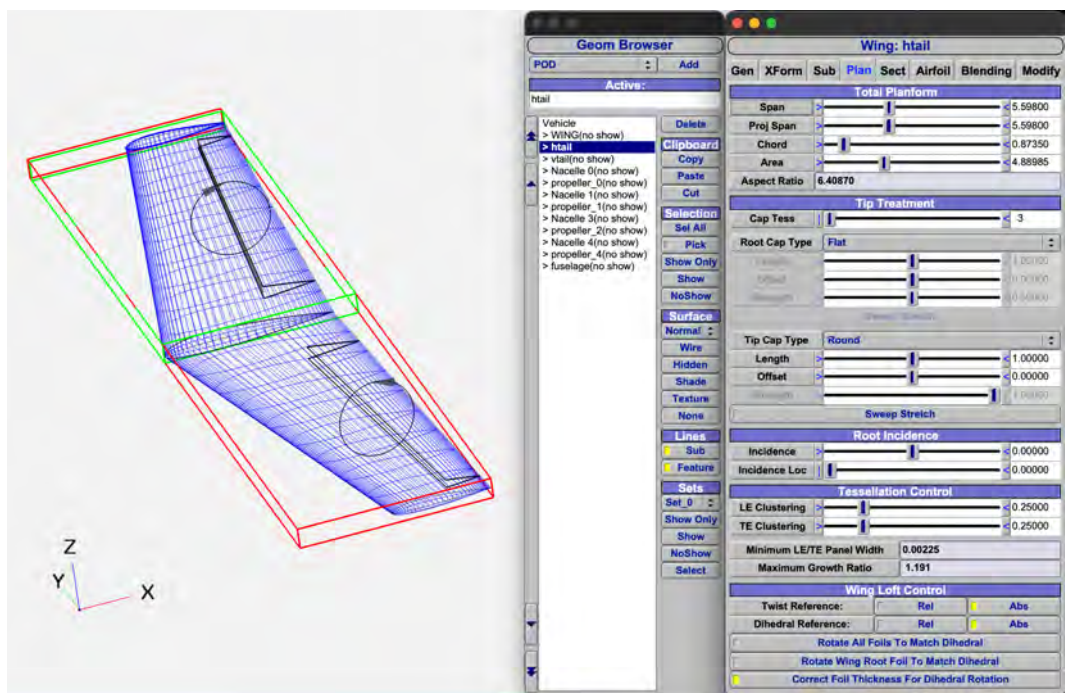 Geom Browser
POD
Add
Active:
htail
Vehicle
> WING(no show)
> htail
> vtail(no show)
> Nacelle 0(no show)
> propeller_0(no show)
> Nacelle 1(no show)
> propeller_1(no show)
> Nacelle 3(no show)
> propeller_2(no show)
> Nacelle 4(no show)
> propeller_4(no show)
> fuselage(no show)
Delete
Clipboard
Copy
Paste
Cut
Selection
Sel All
Pick
Show Only
Show
NoShow
Surface
Normal
Wire
Hidden
Shade
Texture
None
Lines
Sub
Feature
Sets
Set_0
Show Only
Show
NoShow
Select
Wing: htail
Gen XForm Sub Plan Sect Airfoil Blending Modify
Total Planform
Span > < 5.59800
Proj Span > < 5.59800
Chord > < 0.87350
Area > < 4.88985
Aspect Ratio 6.40870
Tip Treatment
Cap Tess | < 3
Root Cap Type Flat
Tip Cap Type Round
Length > < 1.00000
Offset > < 0.00000
Sweep Stretch
Root Incidence
Incidence > < 0.00000
Incidence Loc | < 0.00000
Tessellation Control
LE Clustering > < 0.25000
TE Clustering > < 0.25000
Minimum LE/TE Panel Width 0.00225
Maximum Growth Ratio 1.191
Wing Loft Control
Twist Reference: Rel Abs
Dihedral Reference: Rel Abs
Rotate All Foils To Match Dihedral
Rotate Wing Root Foil To Match Dihedral
Correct Foil Thickness For Dihedral Rotation
Z
Y
X